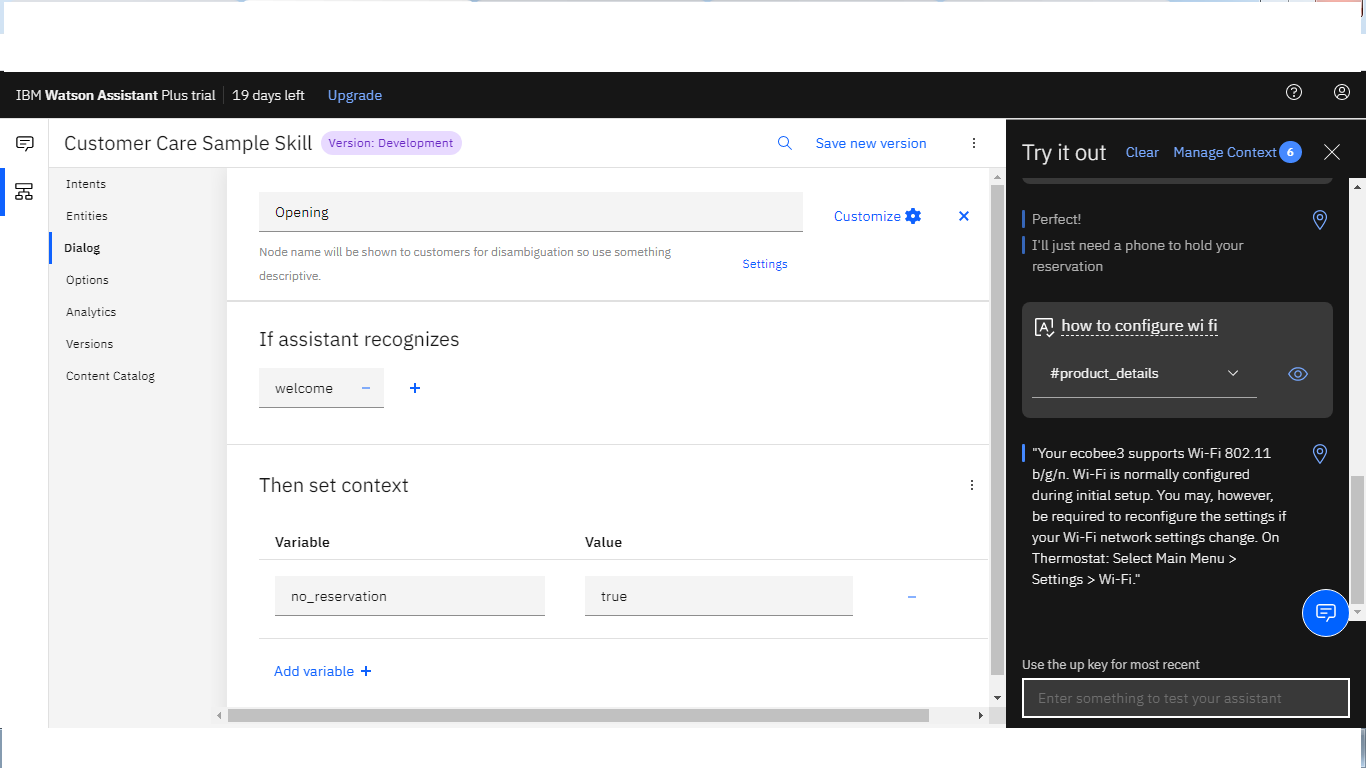 IBM Watson Assistant Plus trial 19 days left Upgrade
Customer Care Sample Skill Version: Development Save new version
Intents
Entities
Dialog
Options
Analytics
Versions
Content Catalog
Opening
Customize
Node name will be shown to customers for disambiguation so use something
descriptive.
Settings
If assistant recognizes
welcome
Then set context
Variable Value
no_reservation true
Add variable
Try it out Clear Manage Context 6
Perfect!
I'll just need a phone to hold your
reservation
how to configure wi fi
#product_details
"Your ecobee3 supports Wi-Fi 802.11
b/g/n. Wi-Fi is normally configured
during initial setup. You may, however,
be required to reconfigure the settings if
your Wi-Fi network settings change. On
Thermostat: Select Main Menu >
Settings > Wi-Fi."
Use the up key for most recent
Enter something to test your assistant